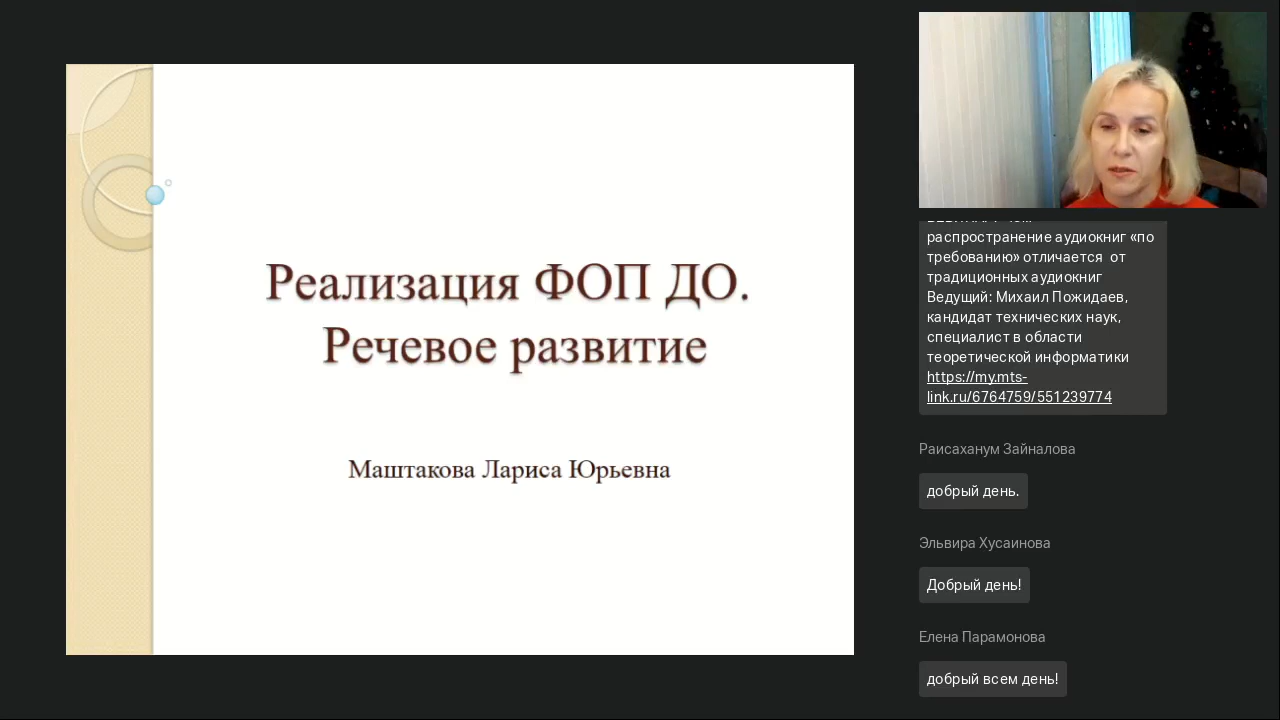 Реализация ФОП ДО.
Речевое развитие
Маштакова Лариса Юрьевна
распространение аудиокниг «по
требованию» отличается от
традиционных аудиокниг
Ведущий: Михаил Пожидаев,
кандидат технических наук,
специалист в области
теоретической информатики
https://my.mts-
link.ru/6764759/551239774
Раисаханум Зайналова
добрый день.
Эльвира Хусаинова
Добрый день!
Елена Парамонова
добрый всем день!